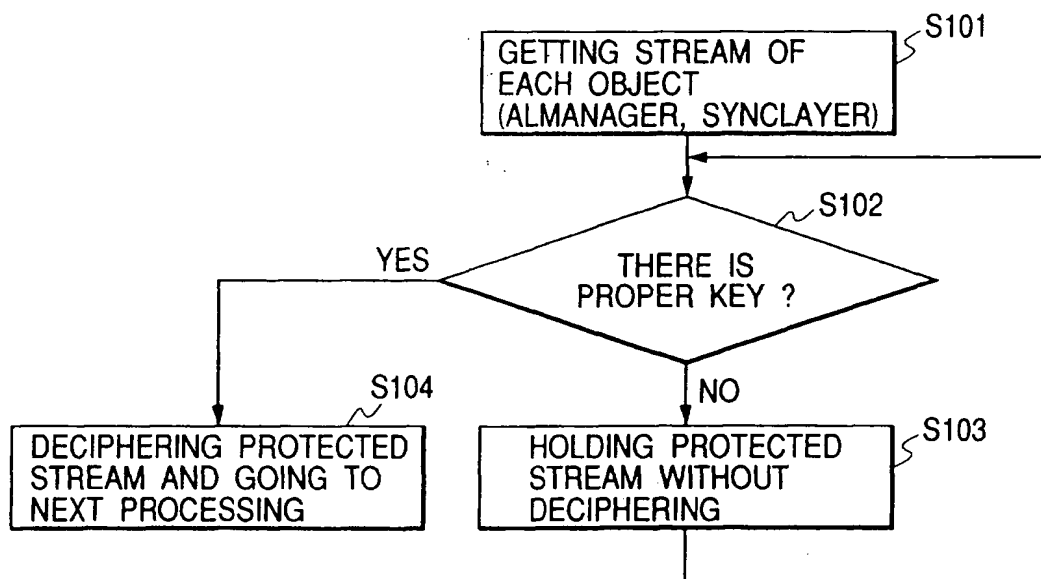 S101
GETTING STREAM OF
EACH OBJECT
(ALMANAGER, SYNCLAYER)
S102
YES
THERE IS
PROPER KEY ?
NO
S104
DECIPHERING PROTECTED
STREAM AND GOING TO
NEXT PROCESSING
S103
HOLDING PROTECTED
STREAM WITHOUT
DECIPHERING